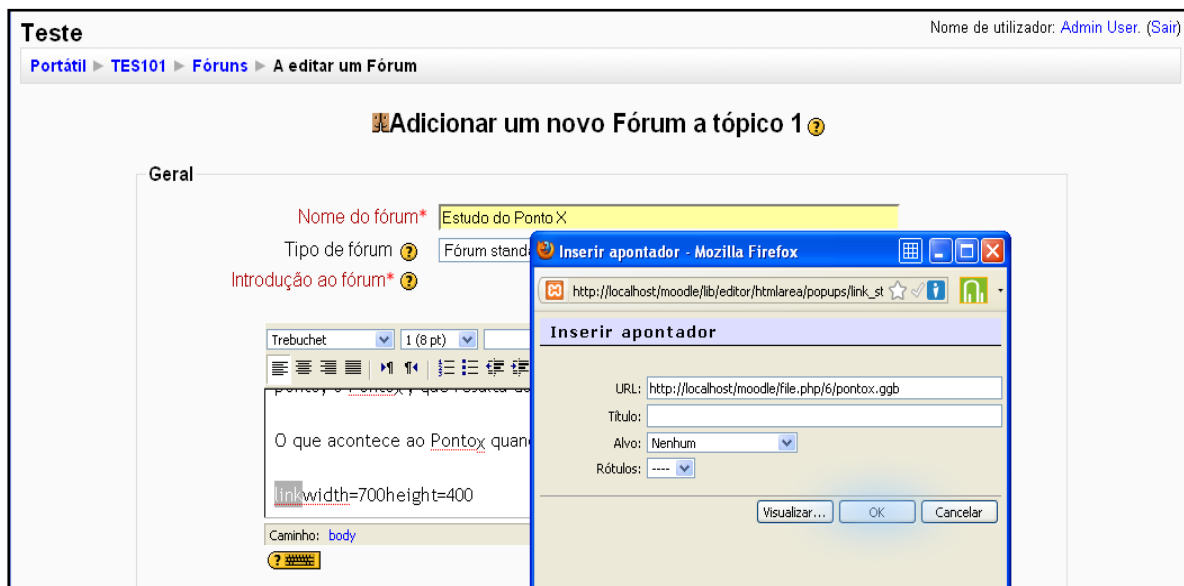 Teste
Nome de utilizador: Admin User. (Sair)
Portátil ► TES101 ► Fóruns ► A editar um Fórum
Adicionar um novo Fórum a tópico 1
Geral
Nome do fórum* Estudo do Ponto X
Tipo de fórum Fórum standa
Introdução ao fórum*
Trebuchet 1 (8 pt)
O que acontece ao Pontox quan
linkwidth=700height=400
Caminho: body
Inserir apontador - Mozilla Firefox
http://localhost/moodle/lib/editor/htmlarea/popups/link_st
Inserir apontador
URL: http://localhost/moodle/file.php/6/pontox.ggb
Título:
Alvo: Nenhum
Rótulos: ----
Visualizar... OK Cancelar